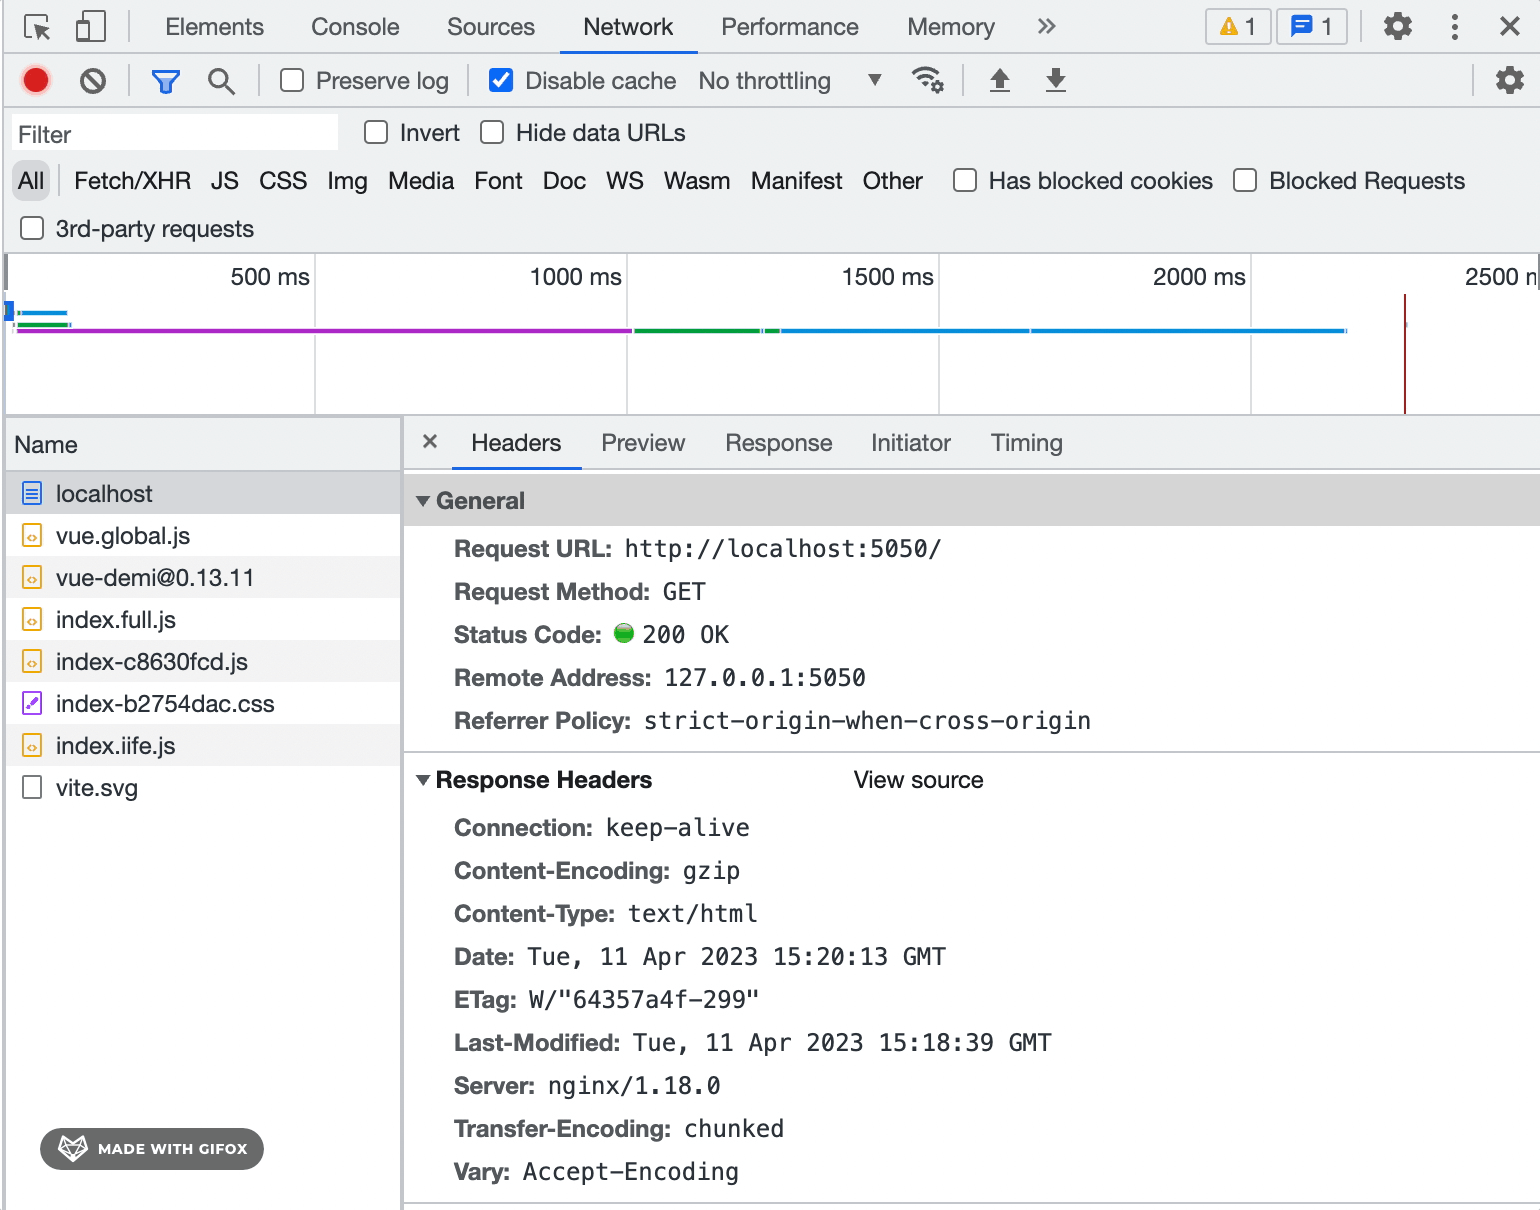 Elements Console Sources Network Performance Memory 1 1
Preserve log Disable cache No throttling
Filter Invert Hide data URLs
All Fetch/XHR JS CSS Img Media Font Doc WS Wasm Manifest Other Has blocked cookies Blocked Requests
3rd-party requests
500 ms 1000 ms 1500 ms 2000 ms 2500
Name
Headers Preview Response Initiator Timing
localhost
vue.global.js
vue-demi@0.13.11
index.full.js
index-c8630fcd.js
index-b2754dac.css
index.iife.js
vite.svg
General
Request URL: http://localhost:5050/
Request Method: GET
Status Code: 200 OK
Remote Address: 127.0.0.1:5050
Referrer Policy: strict-origin-when-cross-origin
Response Headers View source
Connection: keep-alive
Content-Encoding: gzip
Content-Type: text/html
Date: Tue, 11 Apr 2023 15:20:13 GMT
ETag: W/"64357a4f-299"
Last-Modified: Tue, 11 Apr 2023 15:18:39 GMT
Server: nginx/1.18.0
Transfer-Encoding: chunked
Vary: Accept-Encoding
MADE WITH GIFOX